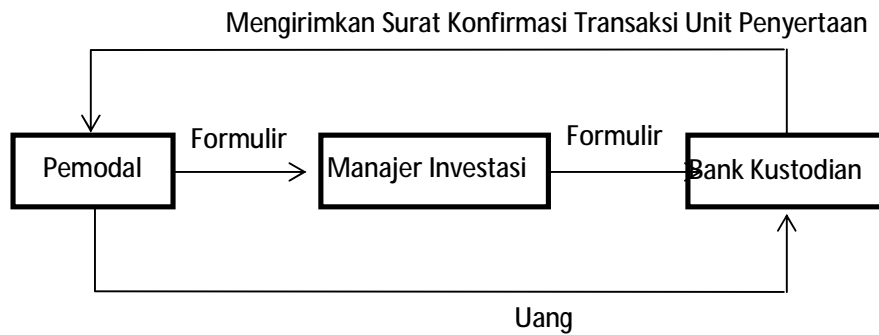 Mengirimkan Surat Konfirmasi Transaksi Unit Penyertaan
Formulir
Formulir
Pemodal
Manajer Investasi
Bank Kustodian
Uang